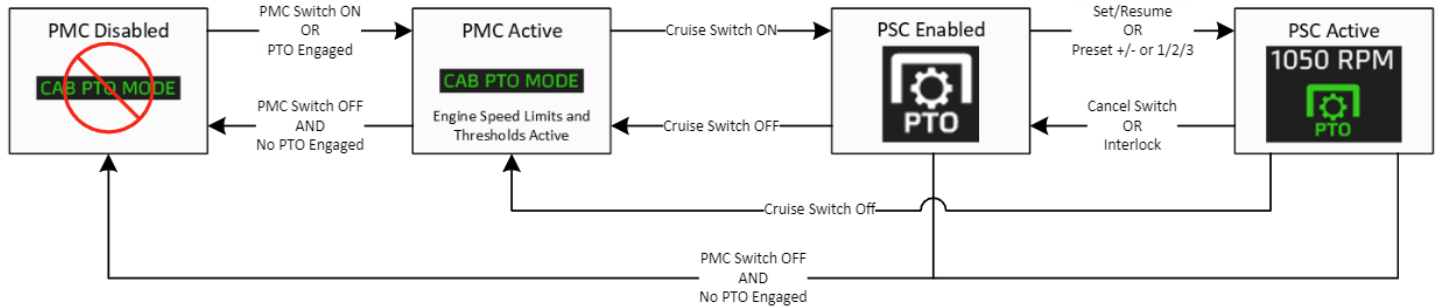 PMC Disabled
CAB PTO MODE
PMC Switch ON
OR
PTO Engaged
PMC Switch OFF
AND
No PTO Engaged
PMC Active
CAB PTO MODE
Engine Speed Limits and
Thresholds Active
Cruise Switch ON
Cruise Switch OFF
PSC Enabled
PTO
Set/Resume
OR
Preset +/- or 1/2/3
Cancel Switch
OR
Interlock
PSC Active
1050 RPM
PTO
Cruise Switch Off
PMC Switch OFF
AND
No PTO Engaged